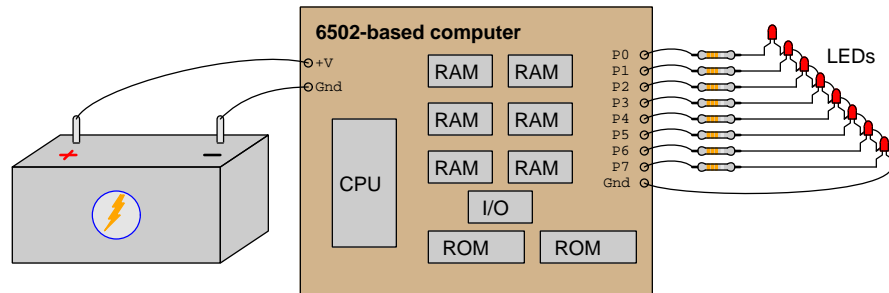 6502-based computer
+V
Gnd
RAM RAM
RAM RAM
RAM RAM
CPU
I/O
ROM ROM
P0
P1
P2
P3
P4
P5
P6
P7
Gnd
LEDs
+
−